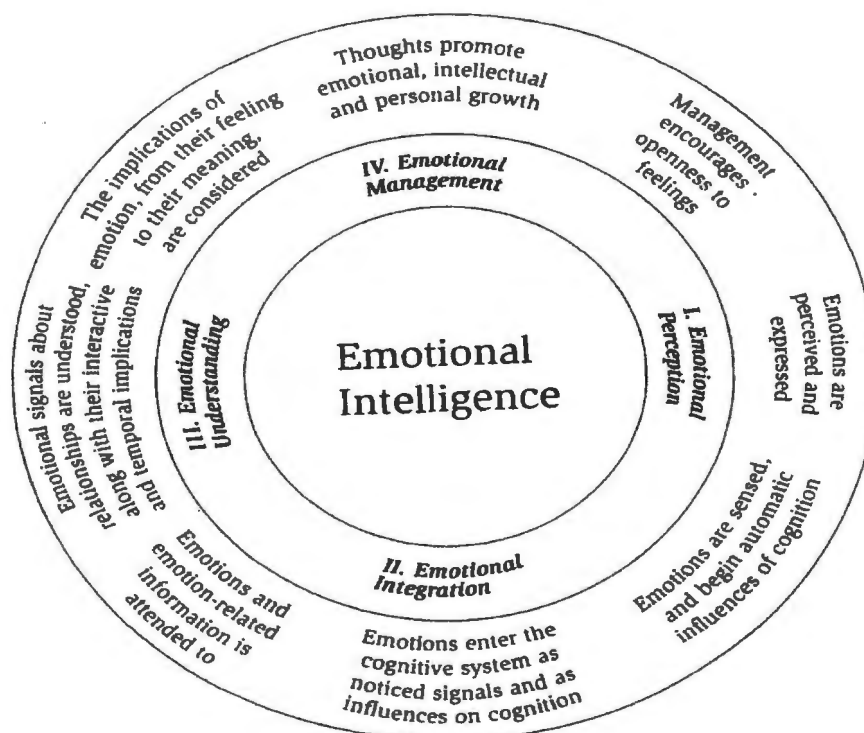 Emotional
Intelligence
IV. Emotional
Management
I. Emotional
Perception
II. Emotional
Integration
III. Emotional
Understanding
Thoughts promote
emotional, intellectual
and personal growth
Management
encourages
openness to
feelings
Emotions are
perceived and
expressed
Emotions are sensed,
and begin automatic
influences of cognition
Emotions enter the
cognitive system as
noticed signals and as
influences on cognition
Emotions and
emotion-related
information is
attended to
Emotional signals about
relationships are understood,
along with their interactive
and temporal implications
The implications of
emotion, from their feeling
to their meaning,
are considered